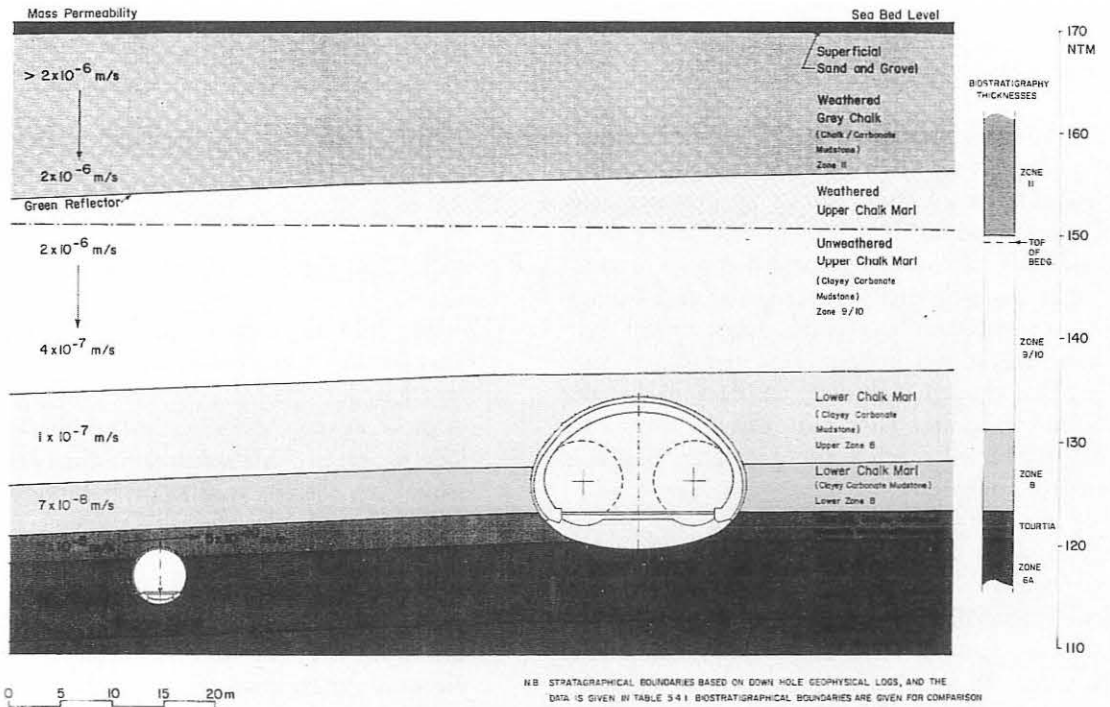 Mass Permeability
Sea Bed Level
170
NTM
Superficial
Sand and Gravel
> 2x10⁻⁶ m/s
BIOSTRATIGRAPHY
THICKNESSES
Weathered
Grey Chalk
(Chalk / Carbonate
Mudstone)
Zone 11
160
2x10⁻⁶ m/s
ZONE
11
Green Reflector
Weathered
Upper Chalk Marl
150
2x10⁻⁶ m/s
Unweathered
Upper Chalk Marl
(Clayey Carbonate
Mudstone)
Zone 9/10
TOP
OF
BEDG.
140
4x10⁻⁷ m/s
ZONE
9/10
Lower Chalk Marl
(Clayey Carbonate
Mudstone)
Upper Zone 8
1x10⁻⁷ m/s
130
Lower Chalk Marl
(Clayey Carbonate Mudstone)
Lower Zone 8
7x10⁻⁸ m/s
ZONE
8
TOURTIA
120
ZONE
6A
110
0 5 10 15 20m
N.B. STRATAGRAPHICAL BOUNDARIES BASED ON DOWN HOLE GEOPHYSICAL LOGS, AND THE
DATA IS GIVEN IN TABLE 5.4.1 BIOSTRATIGRAPHICAL BOUNDARIES ARE GIVEN FOR COMPARISON